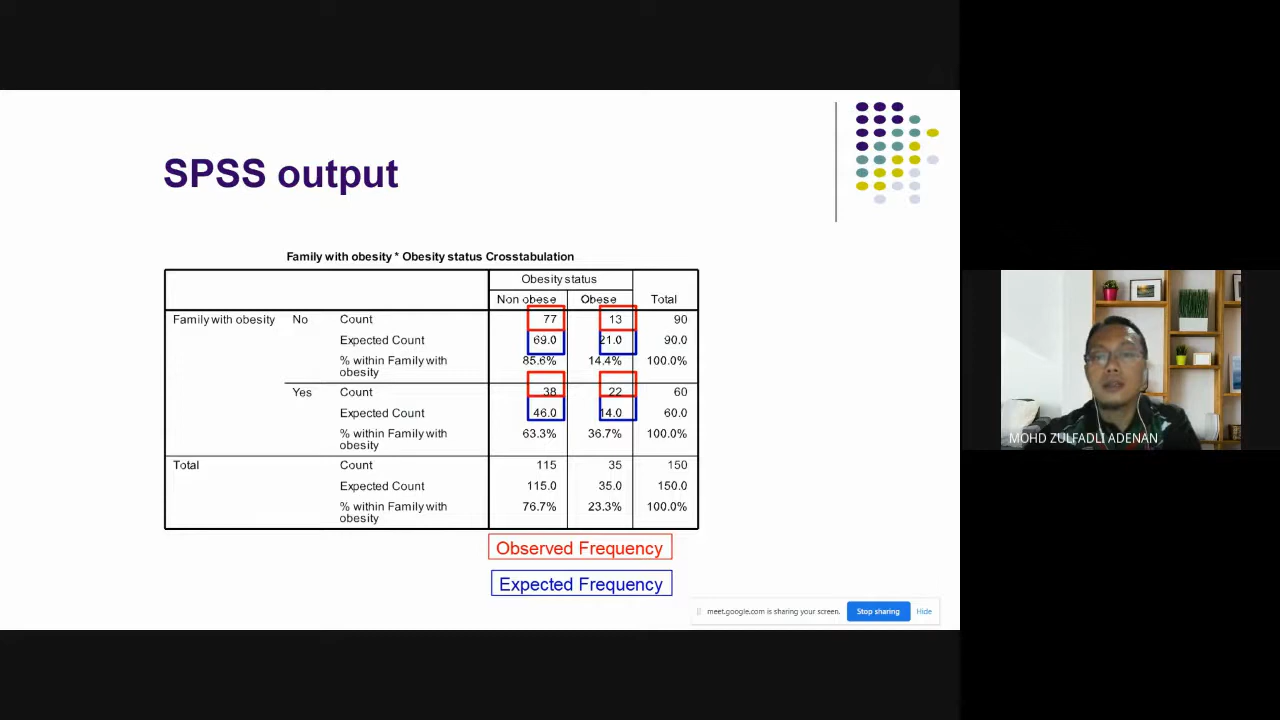 SPSS output
Family with obesity * Obesity status Crosstabulation
Obesity status
Non obese Obese Total
Family with obesity No Count 77 13 90
Expected Count 69.0 21.0 90.0
% within Family with obesity 85.6% 14.4% 100.0%
Yes Count 38 22 60
Expected Count 46.0 14.0 60.0
% within Family with obesity 63.3% 36.7% 100.0%
Total Count 115 35 150
Expected Count 115.0 35.0 150.0
% within Family with obesity 76.7% 23.3% 100.0%
Observed Frequency
Expected Frequency
meet.google.com is sharing your screen. Stop sharing Hide
MOHD ZULFADLI ADENAN